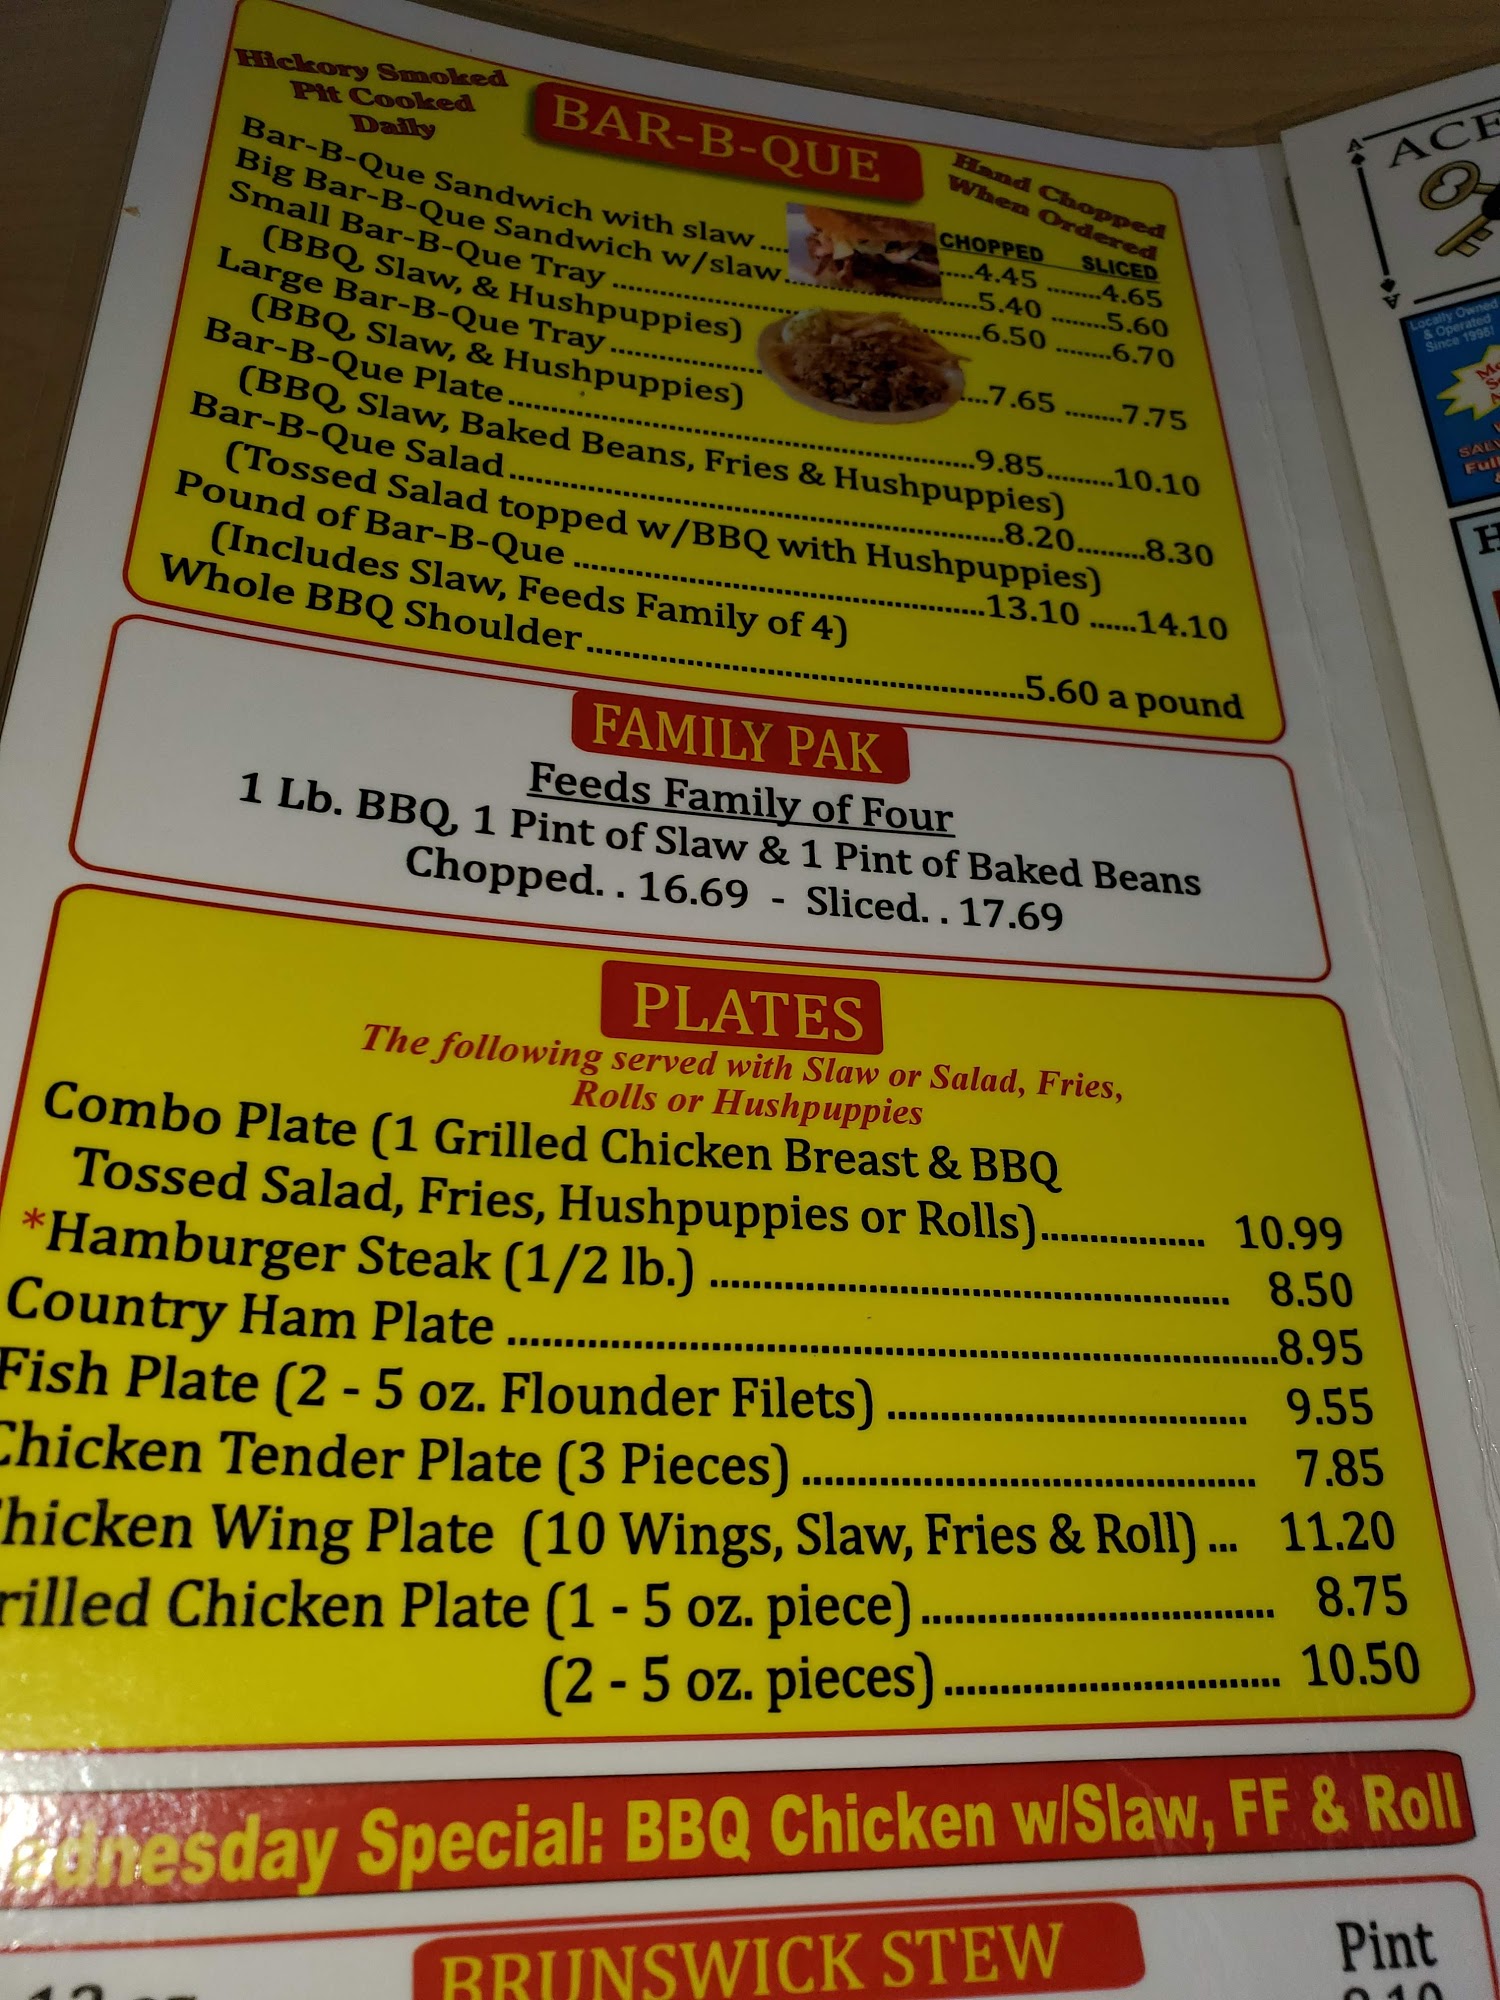 Hickory Smoked
Pit Cooked
Daily
BAR-B-QUE
Hand Chopped
When Ordered
CHOPPED SLICED
Bar-B-Que Sandwich with slaw ....4.45 ........4.65
Big Bar-B-Que Sandwich w/slaw....5.40 ........5.60
Small Bar-B-Que Tray ....6.50 ........6.70
(BBQ, Slaw, & Hushpuppies)
Large Bar-B-Que Tray....7.65 ........7.75
(BBQ, Slaw, & Hushpuppies)
Bar-B-Que Plate....9.85.........10.10
(BBQ, Slaw, Baked Beans, Fries & Hushpuppies)
Bar-B-Que Salad....8.20.........8.30
(Tossed Salad topped w/BBQ with Hushpuppies)
Pound of Bar-B-Que ....13.10 ......14.10
(Includes Slaw, Feeds Family of 4)
Whole BBQ Shoulder ....5.60 a pound
FAMILY PAK
Feeds Family of Four
1 Lb. BBQ, 1 Pint of Slaw & 1 Pint of Baked Beans
Chopped. . 16.69 - Sliced. . 17.69
PLATES
The following served with Slaw or Salad, Fries,
Rolls or Hushpuppies
Combo Plate (1 Grilled Chicken Breast & BBQ
Tossed Salad, Fries, Hushpuppies or Rolls).... 10.99
*Hamburger Steak (1/2 lb.) .... 8.50
Country Ham Plate ....8.95
Fish Plate (2 - 5 oz. Flounder Filets) .... 9.55
Chicken Tender Plate (3 Pieces) .... 7.85
hicken Wing Plate (10 Wings, Slaw, Fries & Roll) ... 11.20
rilled Chicken Plate (1 - 5 oz. piece) .... 8.75
(2 - 5 oz. pieces) .... 10.50
dnesday Special: BBQ Chicken w/Slaw, FF & Roll
BRUNSWICK STEW
Pint
ACE
A
A
Locally Owned
& Operated
Since 1998!